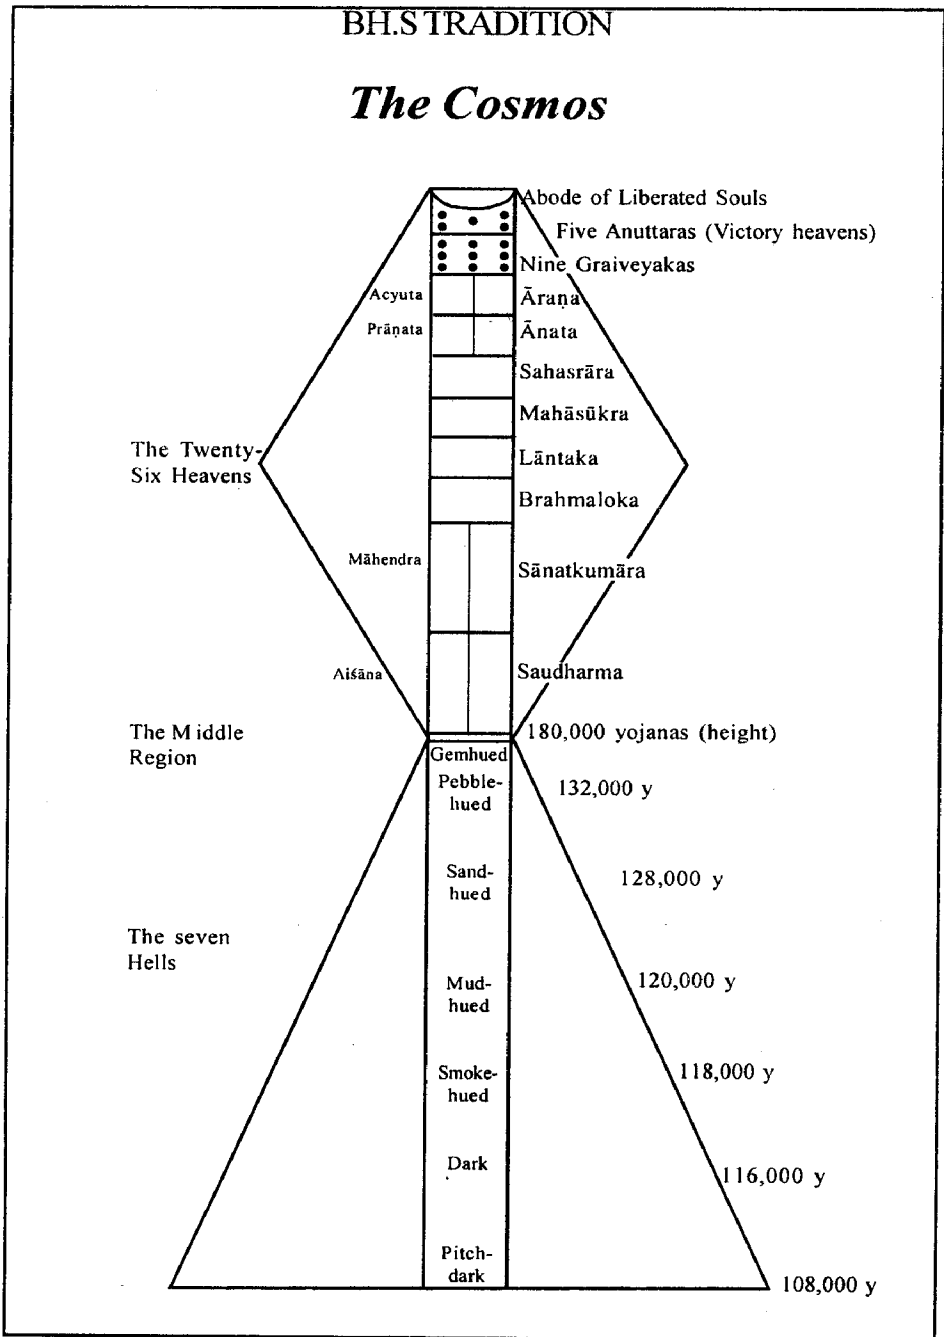 BH.S TRADITION
The Cosmos
Abode of Liberated Souls
Five Anuttaras (Victory heavens)
Nine Graiveyakas
Acyuta
Āraṇa
Prāṇata
Ānata
Sahasrāra
Mahāsūkra
The Twenty-
Six Heavens
Lāntaka
Brahmaloka
Māhendra
Sānatkumāra
Aiśāna
Saudharma
The Middle
Region
180,000 yojanas (height)
Gemhued
Pebble-
hued
132,000 y
Sand-
hued
128,000 y
The seven
Hells
Mud-
hued
120,000 y
Smoke-
hued
118,000 y
Dark
116,000 y
Pitch-
dark
108,000 y